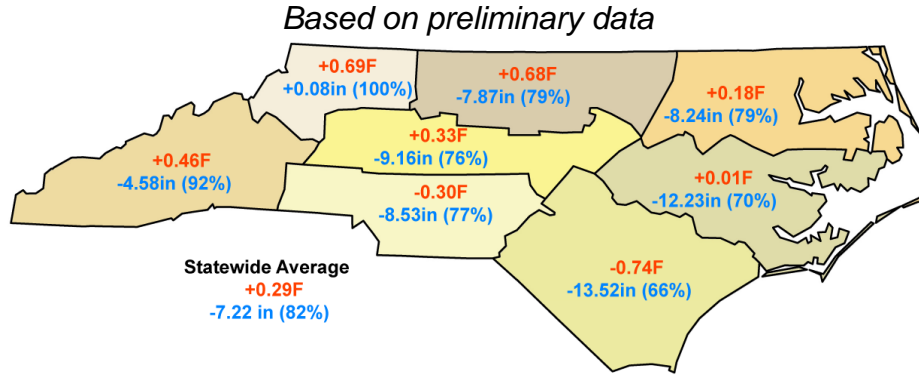 Based on preliminary data
+0.69F
+0.08in (100%)
+0.68F
-7.87in (79%)
+0.18F
-8.24in (79%)
+0.33F
-9.16in (76%)
+0.46F
-4.58in (92%)
-0.30F
-8.53in (77%)
+0.01F
-12.23in (70%)
Statewide Average
+0.29F
-7.22 in (82%)
-0.74F
-13.52in (66%)